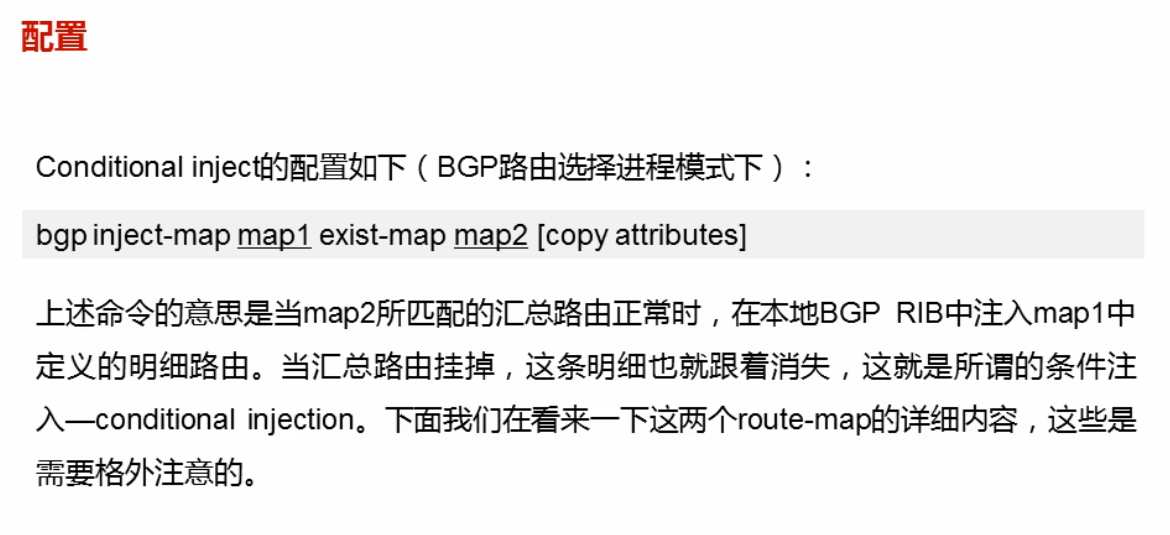 配置
Conditional inject的配置如下（BGP路由选择进程模式下）：
bgp inject-map map1 exist-map map2 [copy attributes]
上述命令的意思是当map2所匹配的汇总路由正常时，在本地BGP RIB中注入map1中
定义的明细路由。当汇总路由挂掉，这条明细也就跟着消失，这就是所谓的条件注
入—conditional injection。下面我们在看来一下这两个route-map的详细内容，这些是
需要格外注意的。